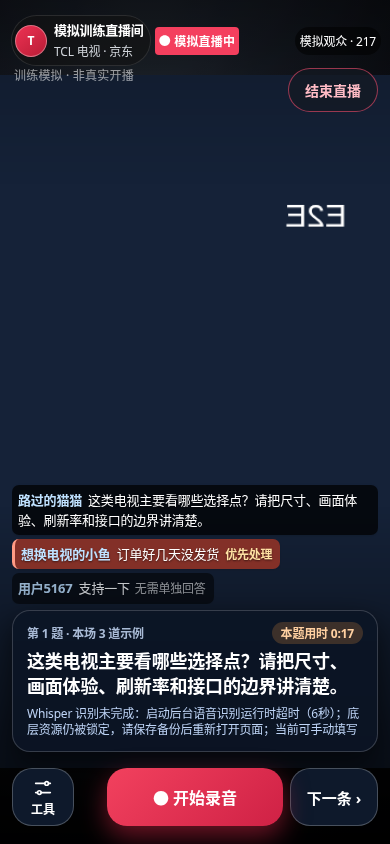 T
模拟训练直播间
TCL 电视 · 京东
模拟直播中
模拟观众 · 217
训练模拟 · 非真实开播
结束直播
E2E
路过的猫猫 这类电视主要看哪些选择点？请把尺寸、画面体
验、刷新率和接口的边界讲清楚。
想换电视的小鱼 订单好几天没发货 优先处理
用户5167 支持一下 无需单独回答
第 1 题 · 本场 3 道示例
本题用时 0:17
这类电视主要看哪些选择点？请把尺寸、
画面体验、刷新率和接口的边界讲清楚。
Whisper 识别未完成：启动后台语音识别运行时超时（6秒）；底
层资源仍被锁定，请保存备份后重新打开页面；当前可手动填写
工具
开始录音
下一条 ›